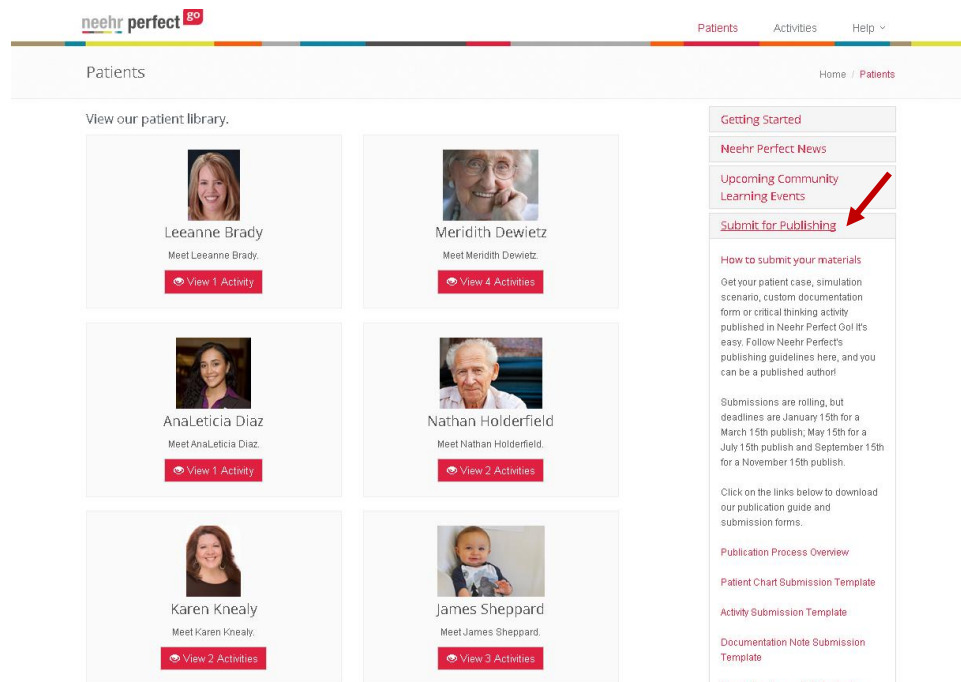 neehr perfect go
Patients Activities Help
Patients
Home / Patients
View our patient library.
Leeanne Brady
Meet Leeanne Brady.
View 1 Activity
Meridith Dewietz
Meet Meridith Dewietz.
View 4 Activities
AnaLeticia Diaz
Meet AnaLeticia Diaz.
View 1 Activity
Nathan Holderfield
Meet Nathan Holderfield.
View 2 Activities
Karen Knealy
Meet Karen Knealy.
View 2 Activities
James Sheppard
Meet James Sheppard.
View 3 Activities
Getting Started
Neehr Perfect News
Upcoming Community
Learning Events
Submit for Publishing
How to submit your materials
Get your patient case, simulation
scenario, custom documentation
form or critical thinking activity
published in Neehr Perfect Go! It's
easy. Follow Neehr Perfect's
publishing guidelines here, and you
can be a published author!
Submissions are rolling, but
deadlines are January 15th for a
March 15th publish; May 15th for a
July 15th publish and September 15th
for a November 15th publish.
Click on the links below to download
our publication guide and
submission forms.
Publication Process Overview
Patient Chart Submission Template
Activity Submission Template
Documentation Note Submission
Template